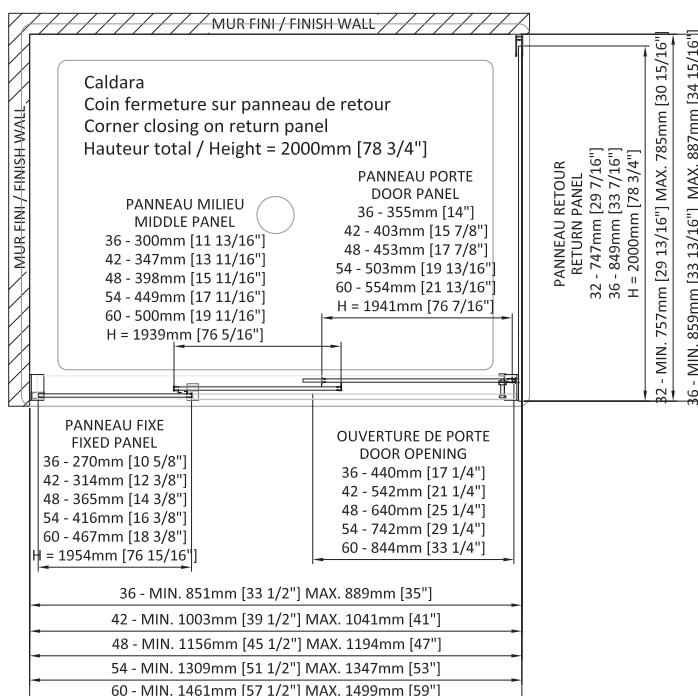 MUR FINI / FINISH WALL
MUR FINI / FINISH WALL
Caldara
Coin fermeture sur panneau de retour
Corner closing on return panel
Hauteur total / Height = 2000mm [78 3/4"]
PANNEAU MILIEU
MIDDLE PANEL
36 - 300mm [11 13/16"]
42 - 347mm [13 11/16"]
48 - 398mm [15 11/16"]
54 - 449mm [17 11/16"]
60 - 500mm [19 11/16"]
H = 1939mm [76 5/16"]
PANNEAU PORTE
DOOR PANEL
36 - 355mm [14"]
42 - 403mm [15 7/8"]
48 - 453mm [17 7/8"]
54 - 503mm [19 13/16"]
60 - 554mm [21 13/16"]
H = 1941mm [76 7/16"]
PANNEAU RETOUR
RETURN PANEL
32 - 747mm [29 7/16"]
36 - 849mm [33 7/16"]
H = 2000mm [78 3/4"]
32 - MIN. 757mm [29 13/16"] MAX. 785mm [30 15/16"]
36 - MIN. 859mm [33 13/16"] MAX. 887mm [34 15/16"]
PANNEAU FIXE
FIXED PANEL
36 - 270mm [10 5/8"]
42 - 314mm [12 3/8"]
48 - 365mm [14 3/8"]
54 - 416mm [16 3/8"]
60 - 467mm [18 3/8"]
H = 1954mm [76 15/16"]
OUVERTURE DE PORTE
DOOR OPENING
36 - 440mm [17 1/4"]
42 - 542mm [21 1/4"]
48 - 640mm [25 1/4"]
54 - 742mm [29 1/4"]
60 - 844mm [33 1/4"]
36 - MIN. 851mm [33 1/2"] MAX. 889mm [35"]
42 - MIN. 1003mm [39 1/2"] MAX. 1041mm [41"]
48 - MIN. 1156mm [45 1/2"] MAX. 1194mm [47"]
54 - MIN. 1309mm [51 1/2"] MAX. 1347mm [53"]
60 - MIN. 1461mm [57 1/2"] MAX. 1499mm [59"]